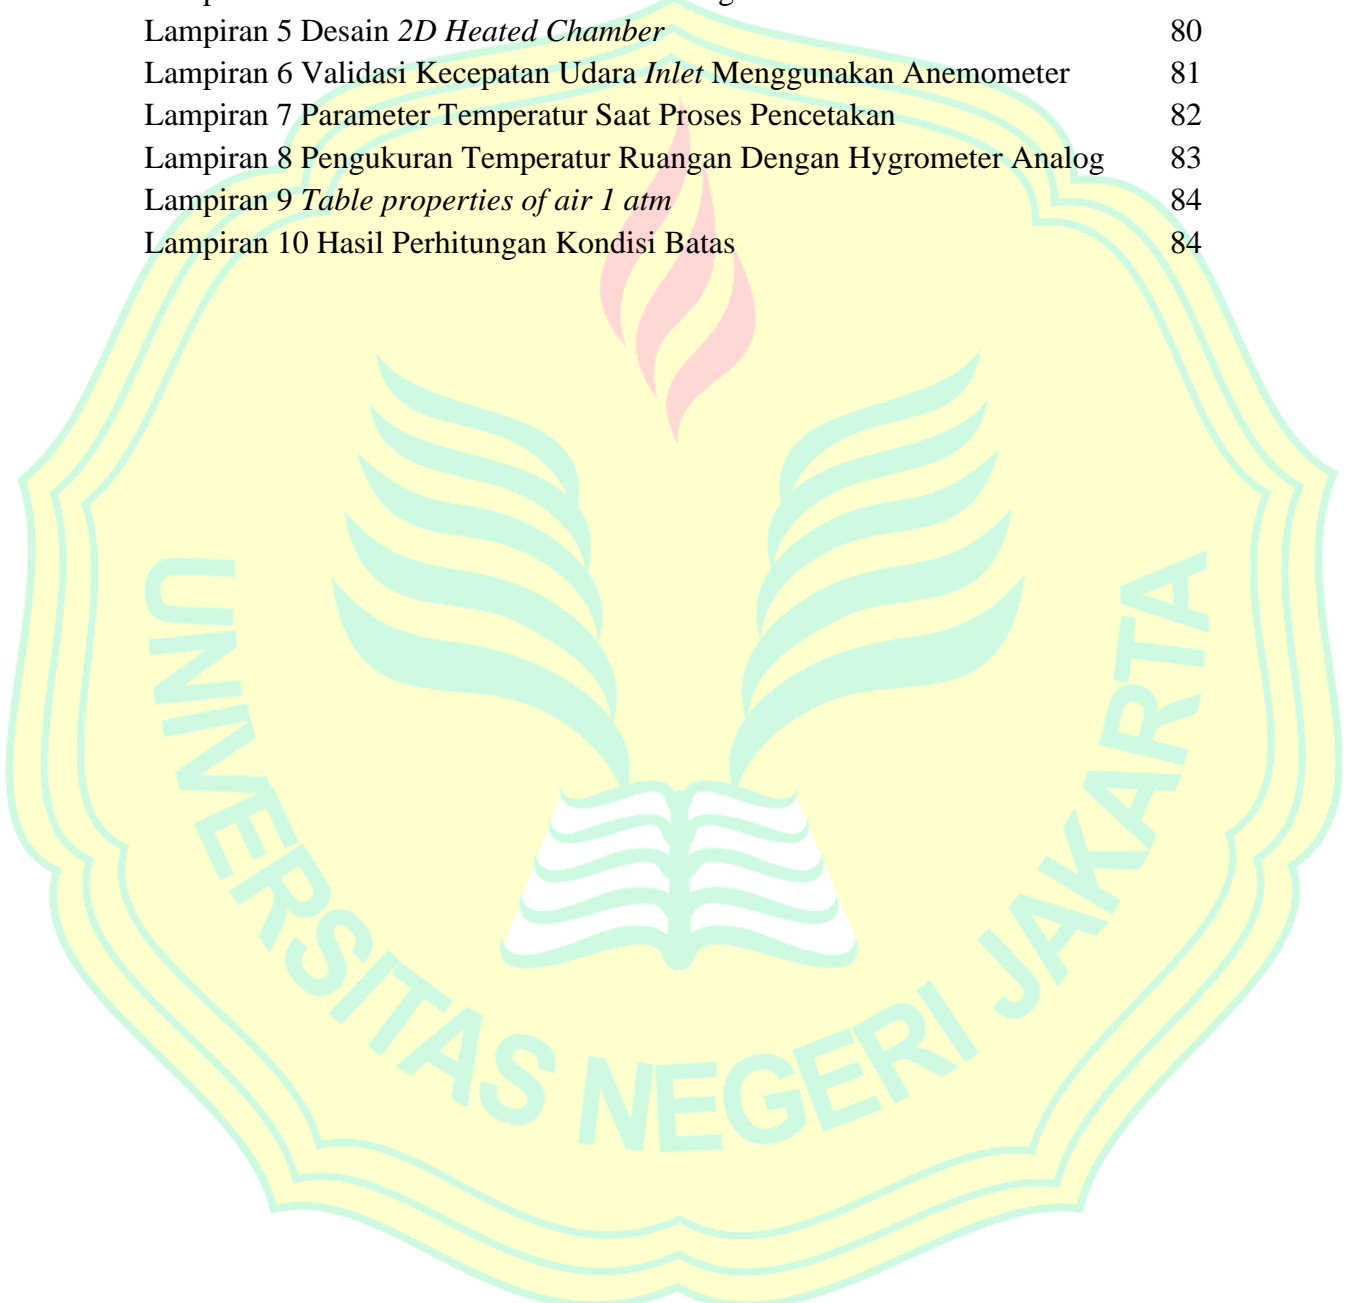 Lampiran 5 Desain 2D Heated Chamber 80
Lampiran 6 Validasi Kecepatan Udara Inlet Menggunakan Anemometer 81
Lampiran 7 Parameter Temperatur Saat Proses Pencetakan 82
Lampiran 8 Pengukuran Temperatur Ruangan Dengan Hygrometer Analog 83
Lampiran 9 Table properties of air 1 atm 84
Lampiran 10 Hasil Perhitungan Kondisi Batas 84
UNIVERSITAS NEGERI JAKARTA